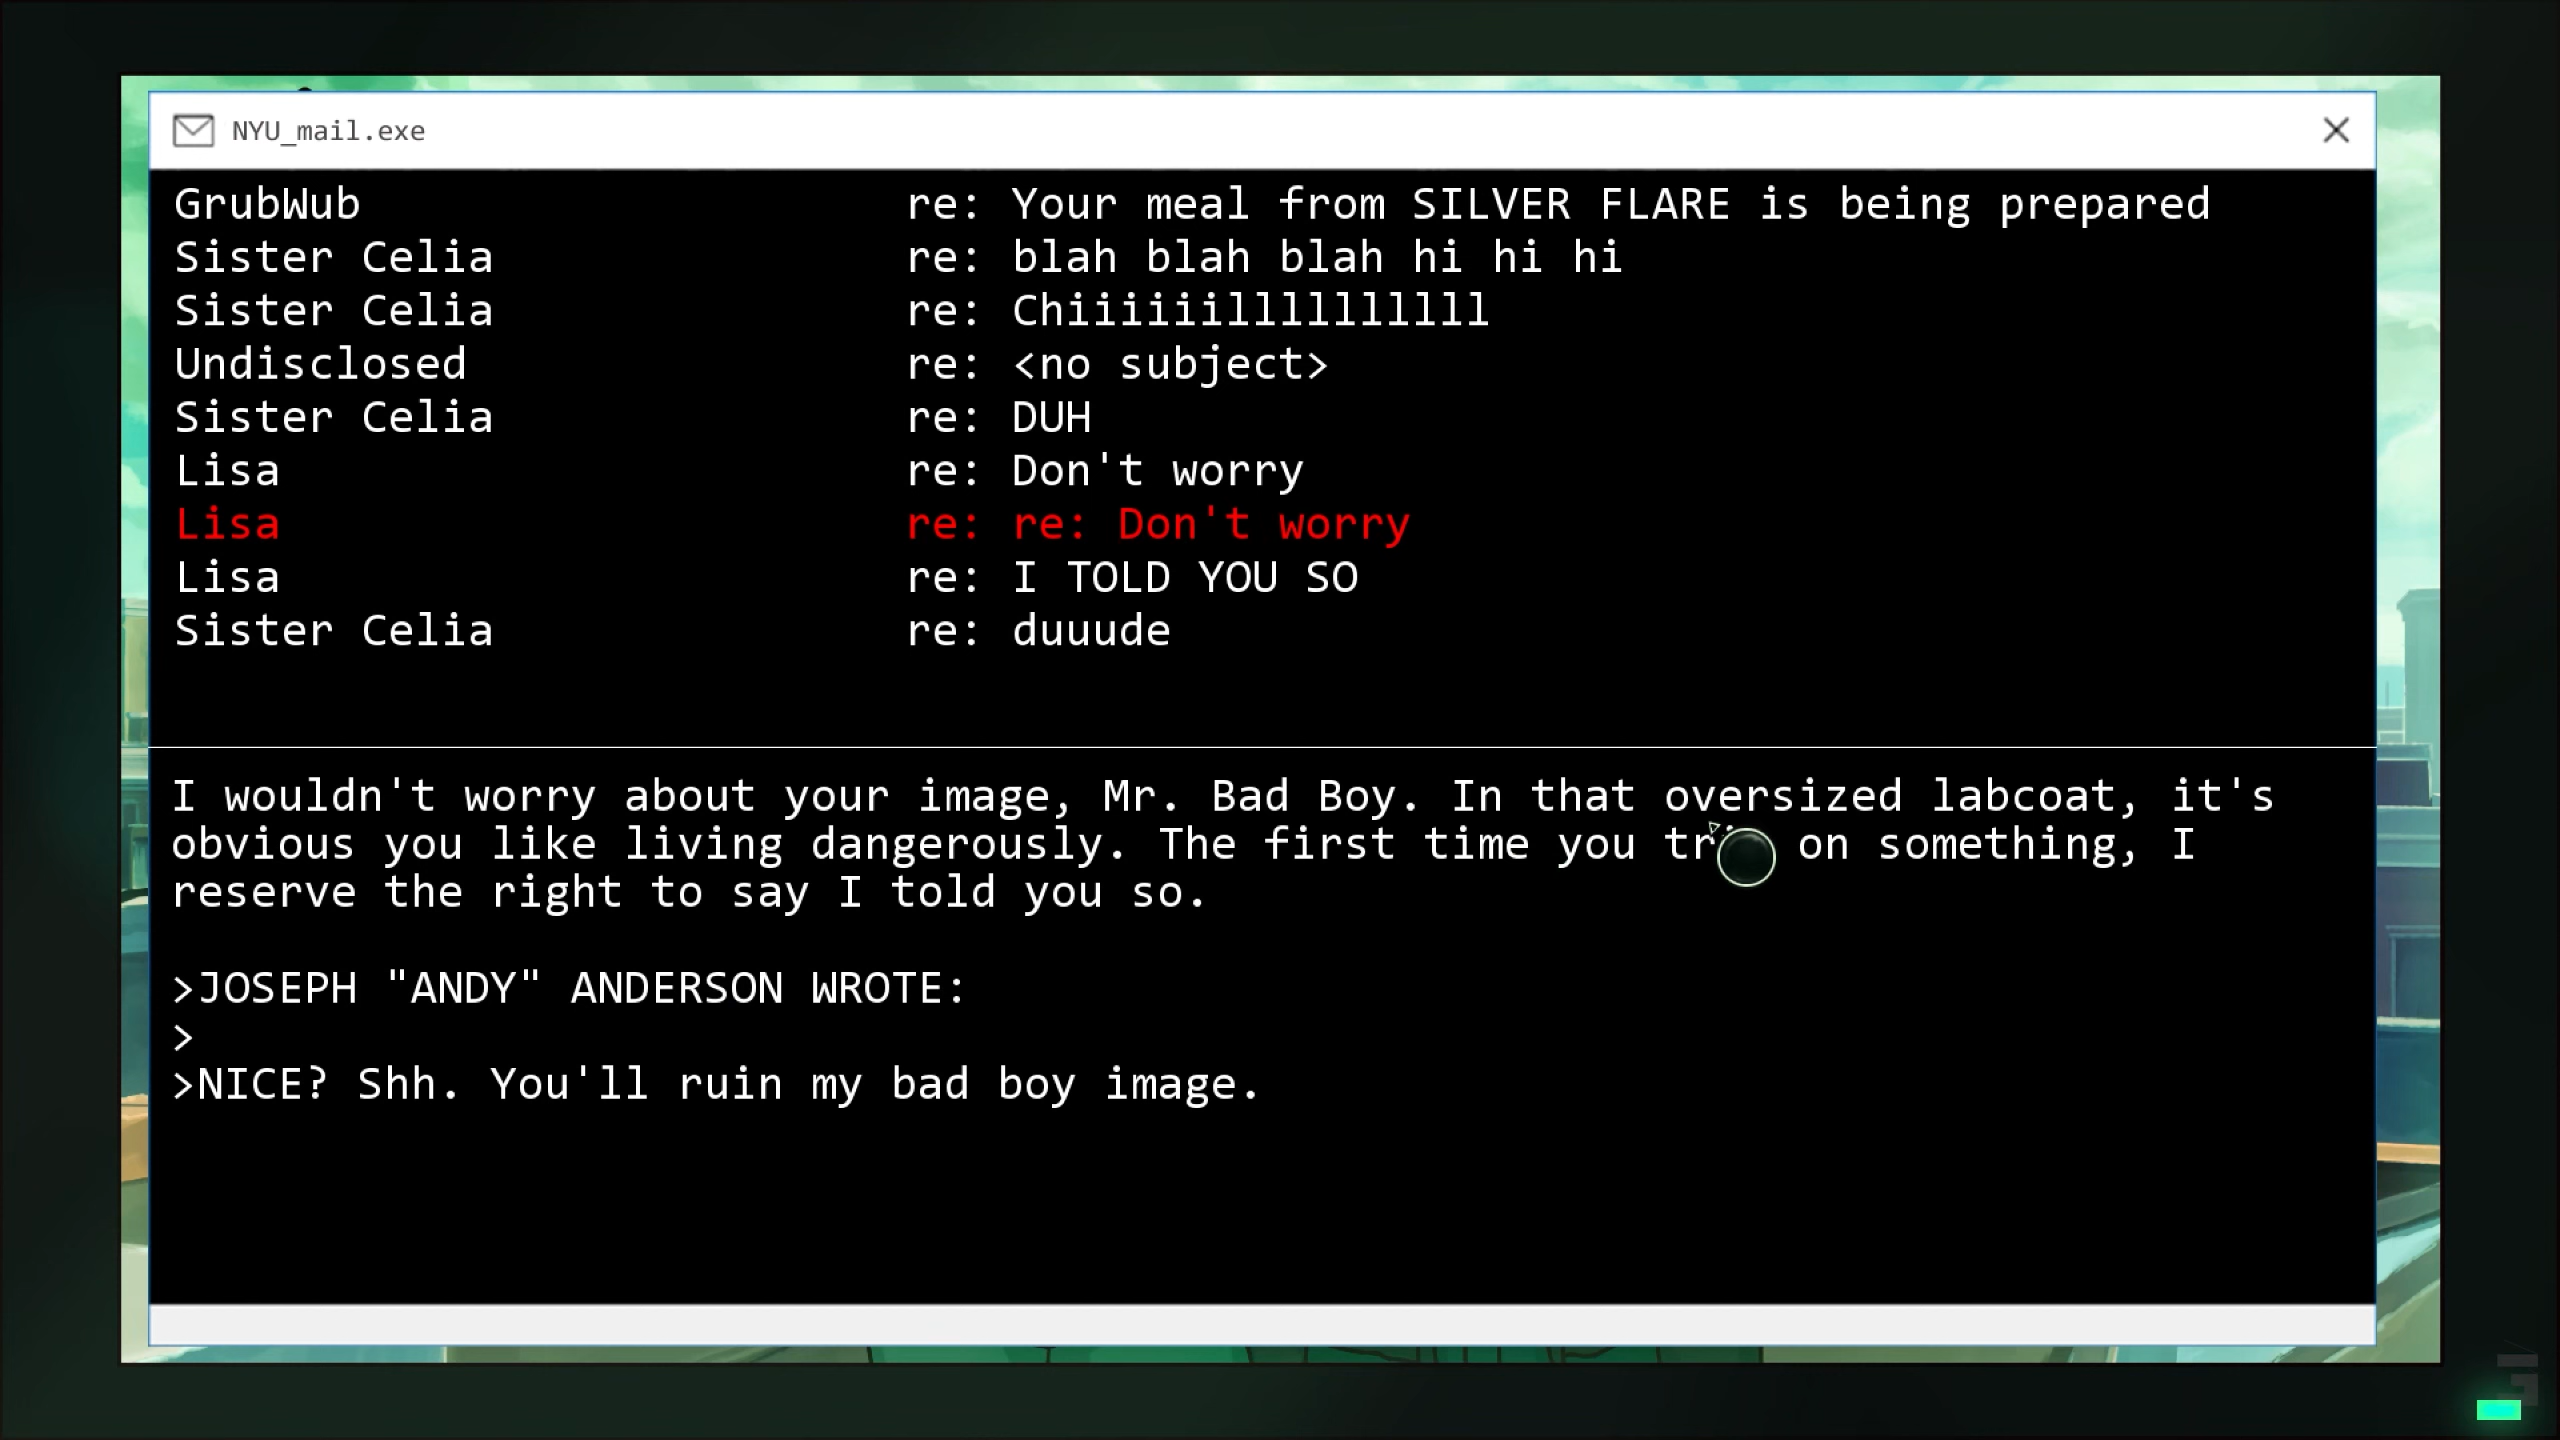 NYU_mail.exe
GrubWub re: Your meal from SILVER FLARE is being prepared
Sister Celia re: blah blah blah hi hi hi
Sister Celia re: Chiiiiiillllllllll
Undisclosed re: <no subject>
Sister Celia re: DUH
Lisa re: Don't worry
Lisa re: re: Don't worry
Lisa re: I TOLD YOU SO
Sister Celia re: duuude
I wouldn't worry about your image, Mr. Bad Boy. In that oversized labcoat, it's
obvious you like living dangerously. The first time you on something, I
reserve the right to say I told you so.
>JOSEPH "ANDY" ANDERSON WROTE:
>
>NICE? Shh. You'll ruin my bad boy image.